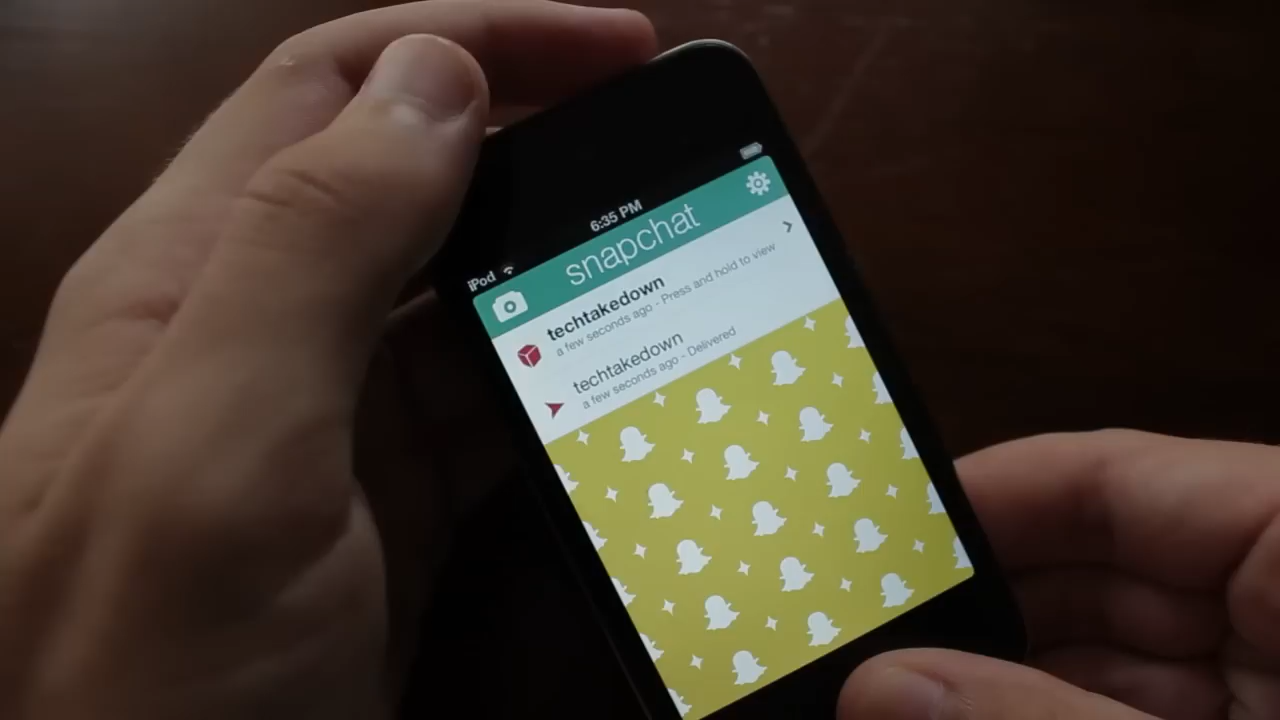 iPod
6:35 PM
snapchat
techtakedown
a few seconds ago - Press and hold to view
techtakedown
a few seconds ago - Delivered